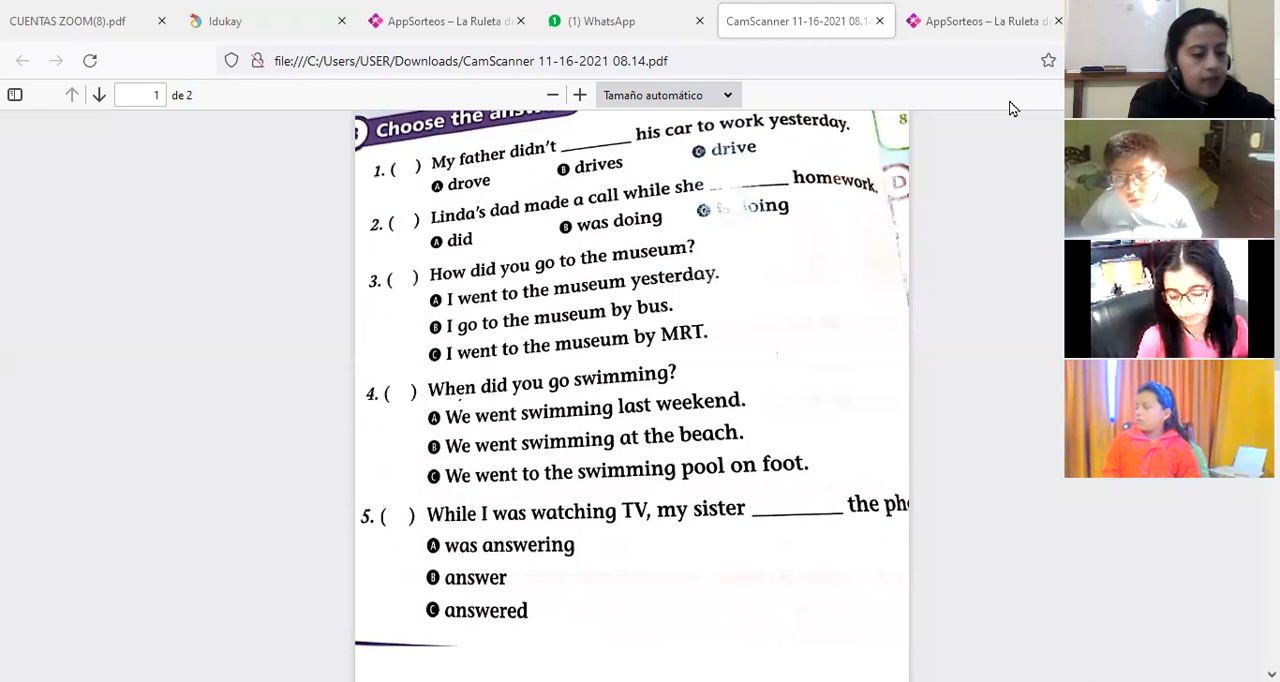 CUENTAS ZOOM(8).pdf
Idukay
AppSorteos – La Ruleta d
(1) WhatsApp
CamScanner 11-16-2021 08.1
AppSorteos – La Ruleta d
file:///C:/Users/USER/Downloads/CamScanner 11-16-2021 08.14.pdf
1 de 2
Tamaño automático
Choose the
1. ( ) My father didn't ________ his car to work yesterday.
A drove B drives C drive
2. ( ) Linda's dad made a call while she ________ homework.
A did B was doing C doing
3. ( ) How did you go to the museum?
A I went to the museum yesterday.
B I go to the museum by bus.
C I went to the museum by MRT.
4. ( ) When did you go swimming?
A We went swimming last weekend.
B We went swimming at the beach.
C We went to the swimming pool on foot.
5. ( ) While I was watching TV, my sister ________ the
A was answering
B answer
C answered